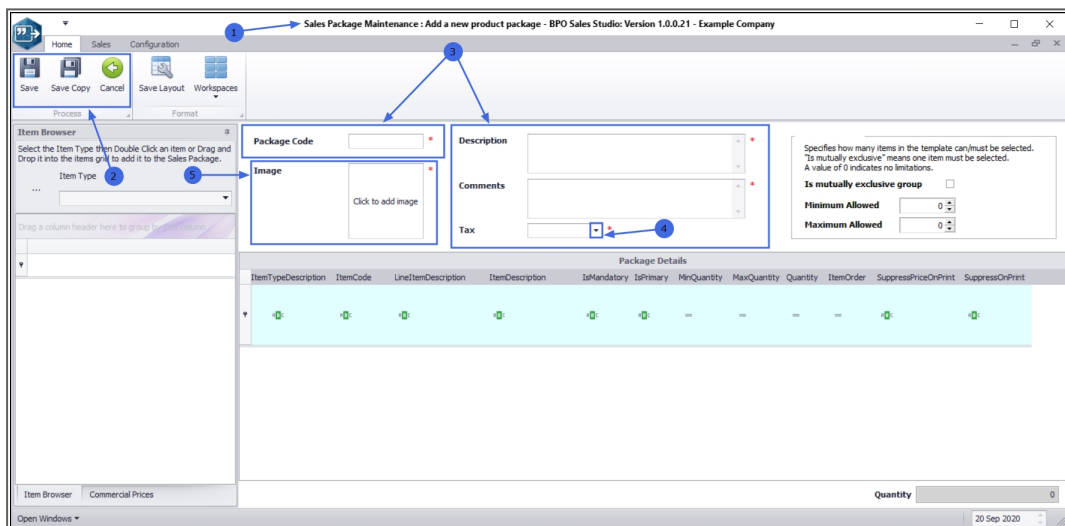 Sales Package Maintenance : Add a new product package - BPO Sales Studio: Version 1.0.0.21 - Example Company
1
Home Sales Configuration
3
Save Save Copy Cancel Save Layout Workspaces
Process Format
Item Browser
Select the Item Type then Double Click an item or Drag and
Drop it into the items grid to add it to the Sales Package.
Item Type
2
5
...
Drag a column header here to group by that column
Package Code *
Image *
Click to add image
Description *
Comments *
Tax *
4
Specifies how many items in the template can/must be selected.
"Is mutually exclusive" means one item must be selected.
A value of 0 indicates no limitations.
Is mutually exclusive group
Minimum Allowed 0
Maximum Allowed 0
Package Details
ItemTypeDescription ItemCode LineItemDescription ItemDescription IsMandatory IsPrimary MinQuantity MaxQuantity Quantity ItemOrder SuppressPriceOnPrint SuppressOnPrint
Item Browser Commercial Prices
Quantity 0
Open Windows
20 Sep 2020